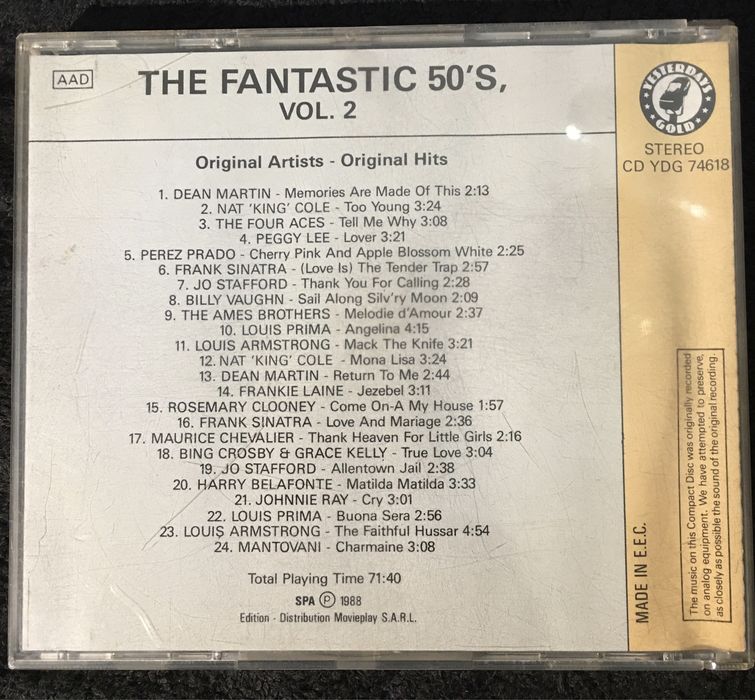 AAD
THE FANTASTIC 50'S,
VOL. 2
YESTERDAYS
GOLD
STEREO
CD YDG 74618
Original Artists - Original Hits
1. DEAN MARTIN - Memories Are Made Of This 2:13
2. NAT 'KING' COLE - Too Young 3:24
3. THE FOUR ACES - Tell Me Why 3:08
4. PEGGY LEE - Lover 3:21
5. PEREZ PRADO - Cherry Pink And Apple Blossom White 2:25
6. FRANK SINATRA - (Love Is) The Tender Trap 2:57
7. JO STAFFORD - Thank You For Calling 2:28
8. BILLY VAUGHN - Sail Along Silv'ry Moon 2:09
9. THE AMES BROTHERS - Melodie d'Amour 2:37
10. LOUIS PRIMA - Angelina 4:15
11. LOUIS ARMSTRONG - Mack The Knife 3:21
12. NAT 'KING' COLE - Mona Lisa 3:24
13. DEAN MARTIN - Return To Me 2:44
14. FRANKIE LAINE - Jezebel 3:11
15. ROSEMARY CLOONEY - Come On-A My House 1:57
16. FRANK SINATRA - Love And Mariage 2:36
17. MAURICE CHEVALIER - Thank Heaven For Little Girls 2:16
18. BING CROSBY & GRACE KELLY - True Love 3:04
19. JO STAFFORD - Allentown Jail 2:38
20. HARRY BELAFONTE - Matilda Matilda 3:33
21. JOHNNIE RAY - Cry 3:01
22. LOUIS PRIMA - Buona Sera 2:56
23. LOUIS ARMSTRONG - The Faithful Hussar 4:54
24. MANTOVANI - Charmaine 3:08
Total Playing Time 71:40
SPA Ⓟ 1988
Edition - Distribution Movieplay S.A.R.L.
MADE IN E.E.C.
The music on this Compact Disc was originally recorded
on analog equipment. We have attempted to preserve,
as closely as possible the sound of the original recording.